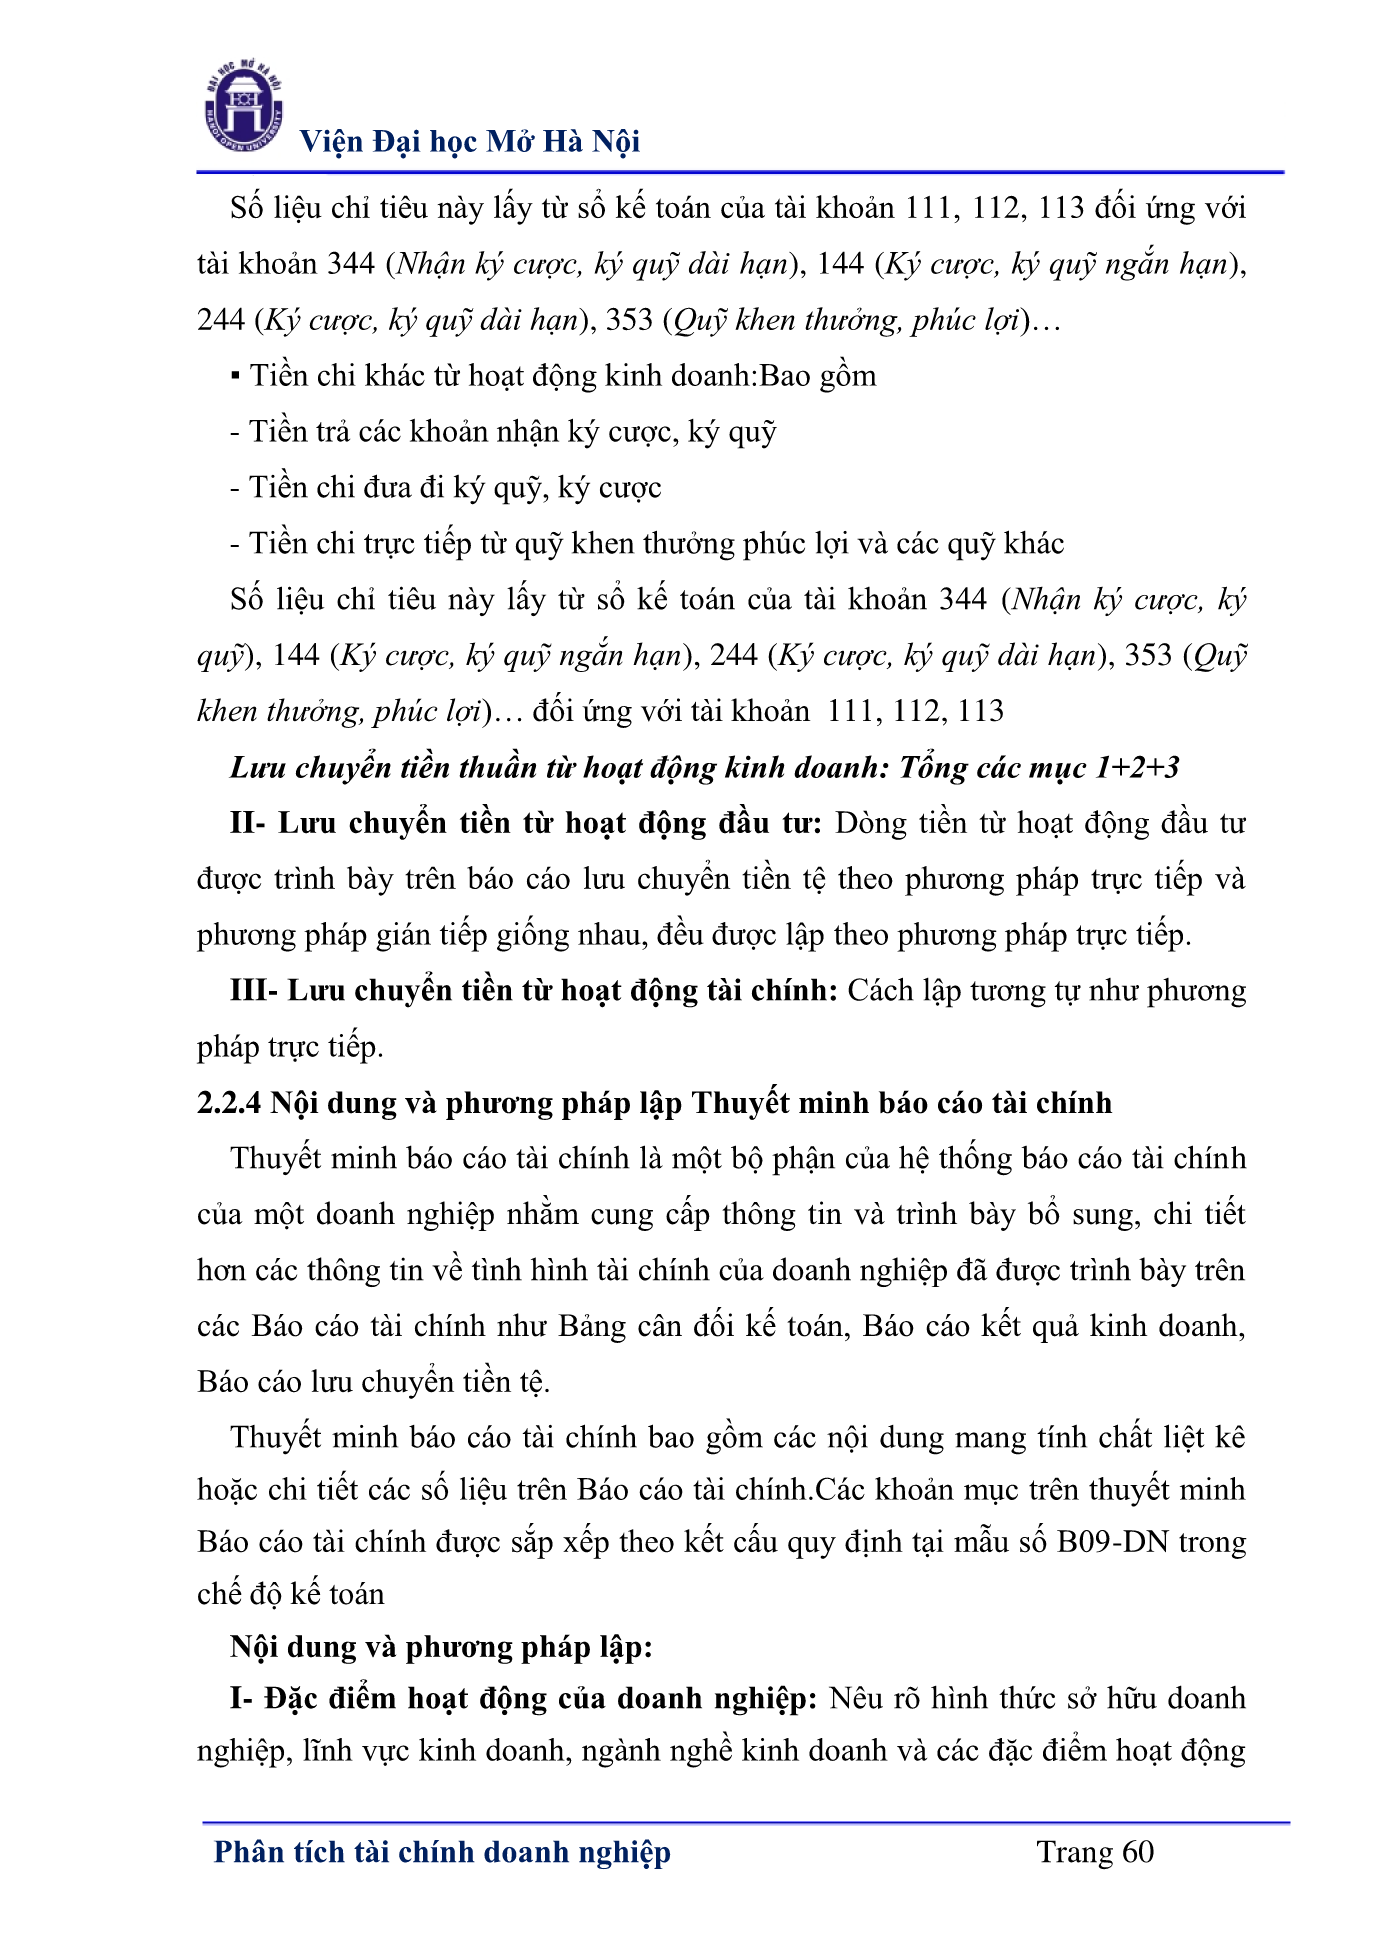 ĐẠI HỌC MỞ HÀ NỘI
HANOI OPEN UNIVERSITY
Viện Đại học Mở Hà Nội
Số liệu chỉ tiêu này lấy từ sổ kế toán của tài khoản 111, 112, 113 đối ứng với
tài khoản 344 (Nhận ký cược, ký quỹ dài hạn), 144 (Ký cược, ký quỹ ngắn hạn),
244 (Ký cược, ký quỹ dài hạn), 353 (Quỹ khen thưởng, phúc lợi)…
▪ Tiền chi khác từ hoạt động kinh doanh:Bao gồm
- Tiền trả các khoản nhận ký cược, ký quỹ
- Tiền chi đưa đi ký quỹ, ký cược
- Tiền chi trực tiếp từ quỹ khen thưởng phúc lợi và các quỹ khác
Số liệu chỉ tiêu này lấy từ sổ kế toán của tài khoản 344 (Nhận ký cược, ký
quỹ), 144 (Ký cược, ký quỹ ngắn hạn), 244 (Ký cược, ký quỹ dài hạn), 353 (Quỹ
khen thưởng, phúc lợi)… đối ứng với tài khoản  111, 112, 113
Lưu chuyển tiền thuần từ hoạt động kinh doanh: Tổng các mục 1+2+3
II- Lưu chuyển tiền từ hoạt động đầu tư: Dòng tiền từ hoạt động đầu tư
được trình bày trên báo cáo lưu chuyển tiền tệ theo phương pháp trực tiếp và
phương pháp gián tiếp giống nhau, đều được lập theo phương pháp trực tiếp.
III- Lưu chuyển tiền từ hoạt động tài chính: Cách lập tương tự như phương
pháp trực tiếp.
2.2.4 Nội dung và phương pháp lập Thuyết minh báo cáo tài chính
Thuyết minh báo cáo tài chính là một bộ phận của hệ thống báo cáo tài chính
của một doanh nghiệp nhằm cung cấp thông tin và trình bày bổ sung, chi tiết
hơn các thông tin về tình hình tài chính của doanh nghiệp đã được trình bày trên
các Báo cáo tài chính như Bảng cân đối kế toán, Báo cáo kết quả kinh doanh,
Báo cáo lưu chuyển tiền tệ.
Thuyết minh báo cáo tài chính bao gồm các nội dung mang tính chất liệt kê
hoặc chi tiết các số liệu trên Báo cáo tài chính.Các khoản mục trên thuyết minh
Báo cáo tài chính được sắp xếp theo kết cấu quy định tại mẫu số B09-DN trong
chế độ kế toán
Nội dung và phương pháp lập:
I- Đặc điểm hoạt động của doanh nghiệp: Nêu rõ hình thức sở hữu doanh
nghiệp, lĩnh vực kinh doanh, ngành nghề kinh doanh và các đặc điểm hoạt động
Phân tích tài chính doanh nghiệp Trang 60